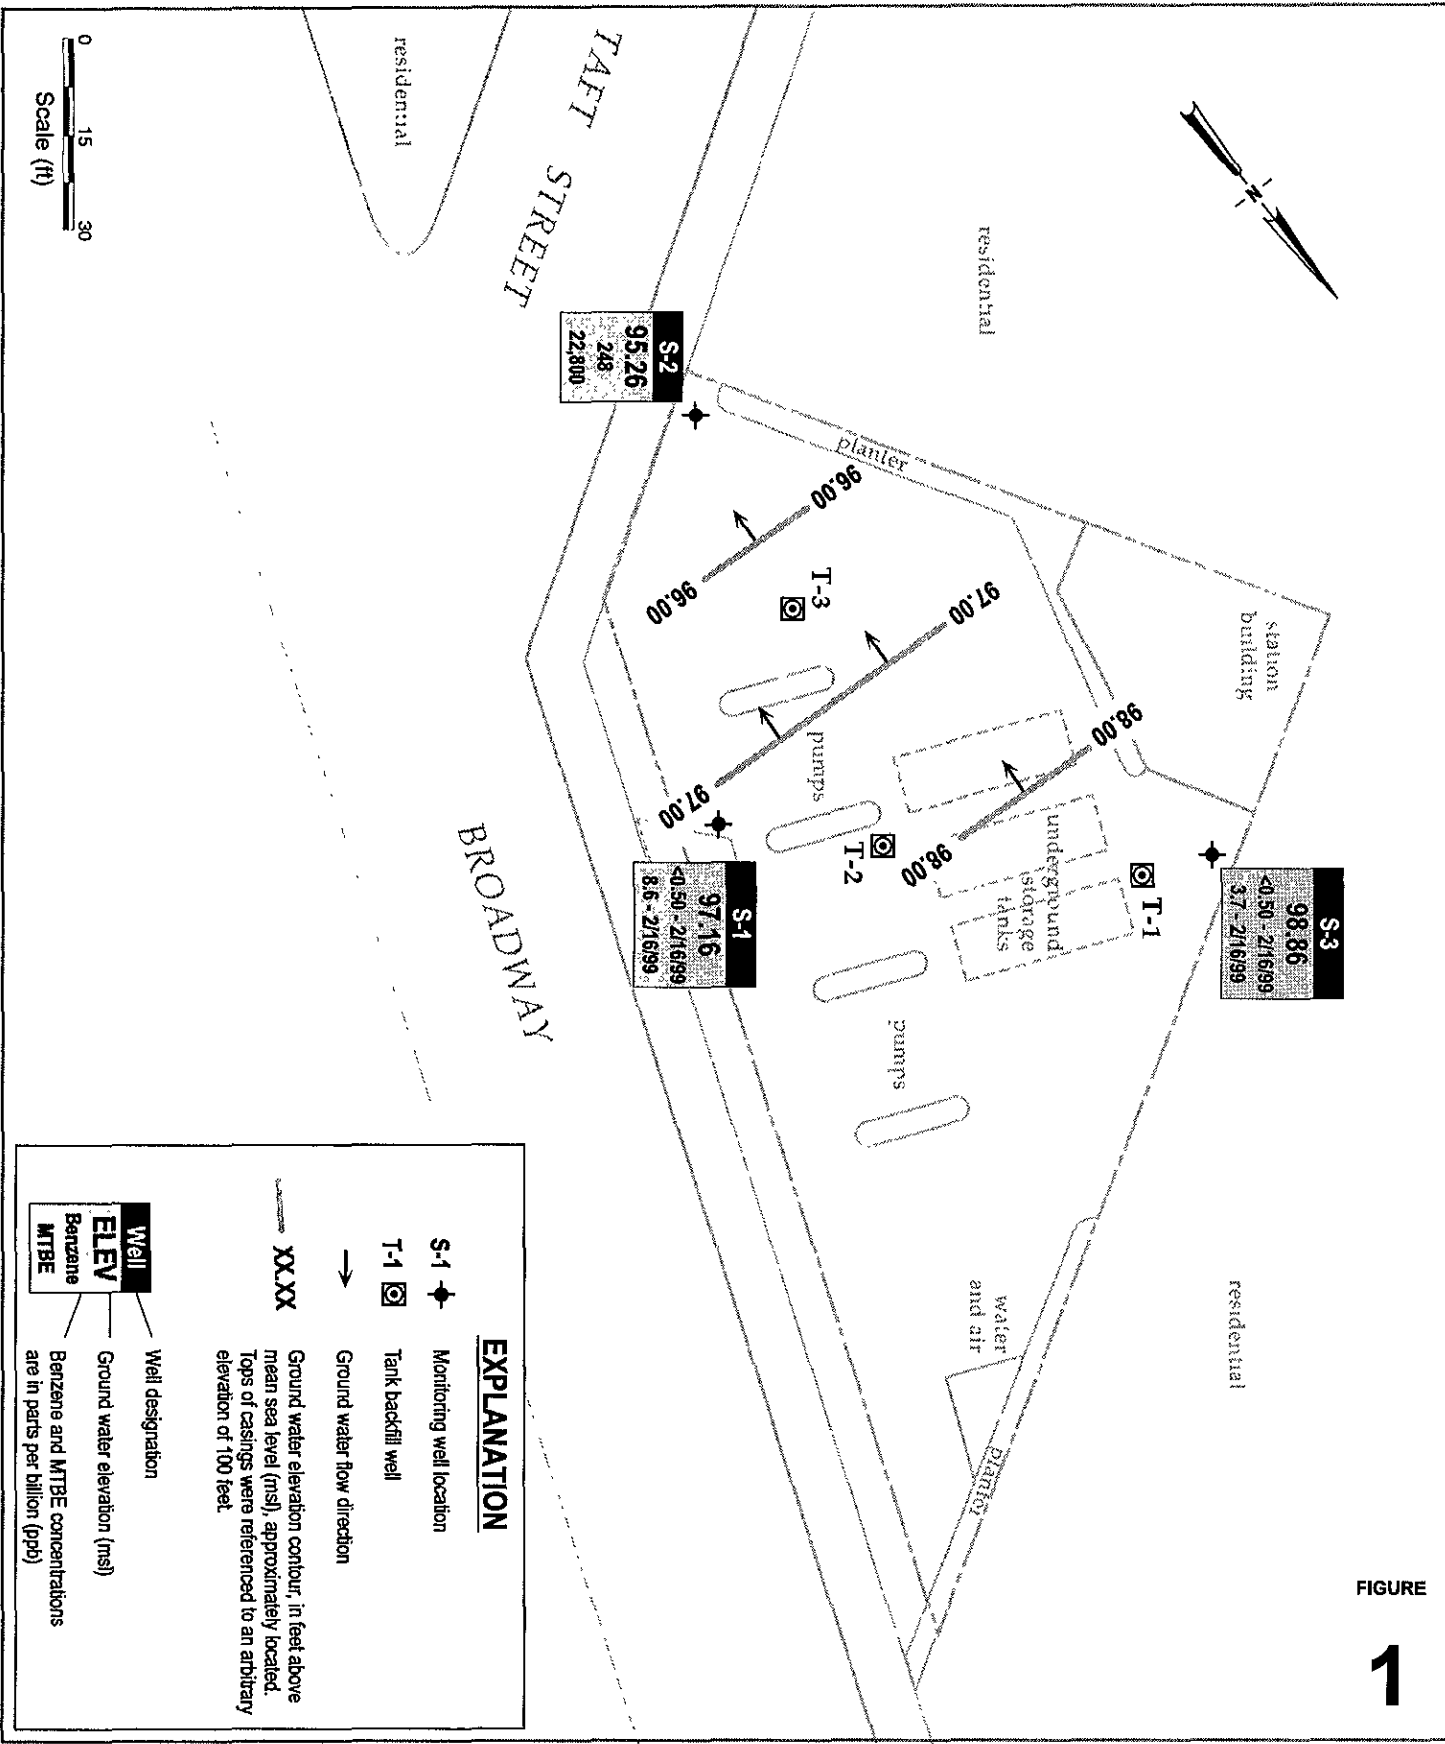 FIGURE
1
residential
TAFT STREET
0 15 30
Scale (ft)
N
residential
S-2
95.26
248
22,800
planter
96.00
96.00
T-3
97.00
97.00
station
building
98.00
98.00
pumps
T-2
underground
storage
tanks
T-1
S-3
98.86
<0.50 - 2/16/99
3.7 - 2/16/99
S-1
97.16
<0.50 - 2/16/99
8.6 - 2/16/99
BROADWAY
pumps
residential
water
and air
planter
EXPLANATION
S-1 Monitoring well location
T-1 Tank backfill well
Ground water flow direction
XX.XX Ground water elevation contour, in feet above
mean sea level (msl), approximately located.
Tops of casings were referenced to an arbitrary
elevation of 100 feet.
Well
ELEV
Benzene
MTBE
Well designation
Ground water elevation (msl)
Benzene and MTBE concentrations
are in parts per billion (ppb)